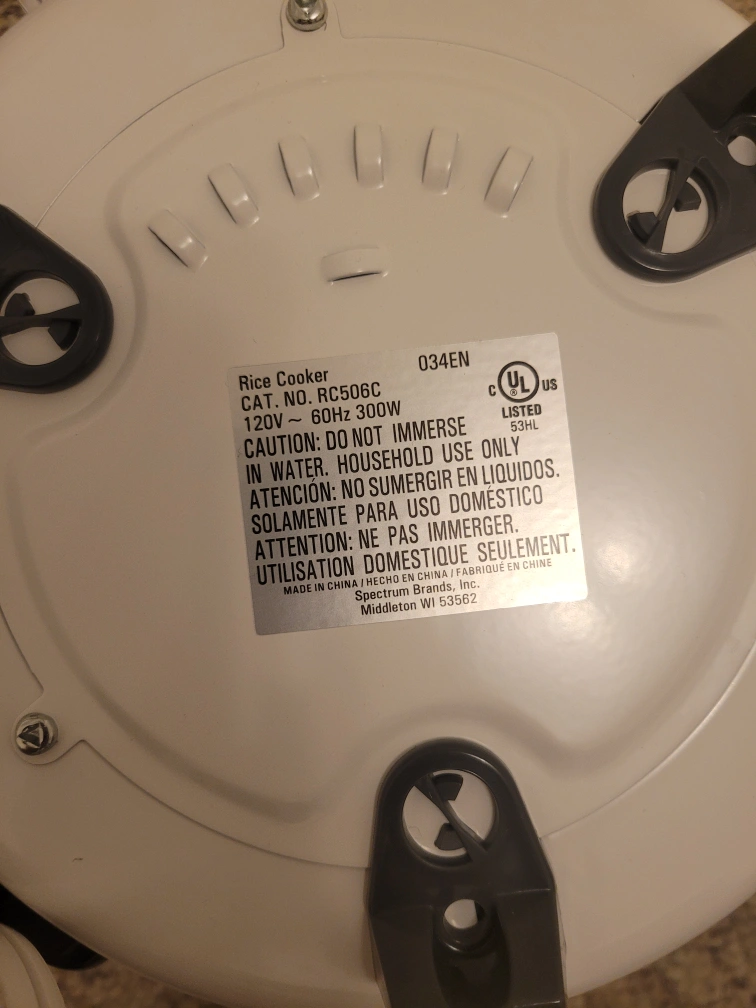 Rice Cooker 034EN
CAT. NO. RC506C
120V ~ 60Hz 300W
C UL US
LISTED
53HL
CAUTION: DO NOT IMMERSE
IN WATER. HOUSEHOLD USE ONLY
ATENCIÓN: NO SUMERGIR EN LIQUIDOS.
SOLAMENTE PARA USO DOMÉSTICO
ATTENTION: NE PAS IMMERGER.
UTILISATION DOMESTIQUE SEULEMENT.
MADE IN CHINA / HECHO EN CHINA / FABRIQUÉ EN CHINE
Spectrum Brands, Inc.
Middleton WI 53562